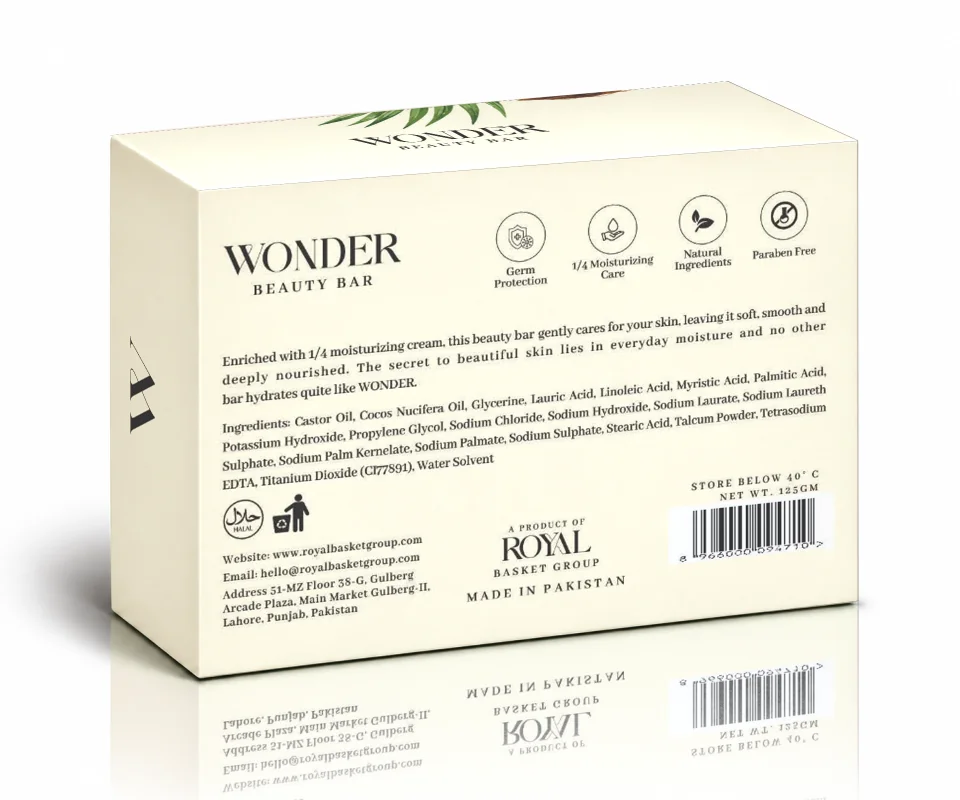 WONDER
BEAUTY BAR
WONDER
BEAUTY BAR
Germ
Protection
1/4 Moisturizing
Care
Natural
Ingredients
Paraben Free
Enriched with 1/4 moisturizing cream, this beauty bar gently cares for your skin, leaving it soft, smooth and
deeply nourished. The secret to beautiful skin lies in everyday moisture and no other
bar hydrates quite like WONDER.
Ingredients: Castor Oil, Cocos Nucifera Oil, Glycerine, Lauric Acid, Linoleic Acid, Myristic Acid, Palmitic Acid,
Potassium Hydroxide, Propylene Glycol, Sodium Chloride, Sodium Hydroxide, Sodium Laurate, Sodium Laureth
Sulphate, Sodium Palm Kernelate, Sodium Palmate, Sodium Sulphate, Stearic Acid, Talcum Powder, Tetrasodium
EDTA, Titanium Dioxide (CI77891), Water Solvent
حلال
HALAL
Website: www.royalbasketgroup.com
Email: hello@royalbasketgroup.com
Address 51-MZ Floor 38-G, Gulberg
Arcade Plaza, Main Market Gulberg-II,
Lahore, Punjab, Pakistan
A PRODUCT OF
ROYAL
BASKET GROUP
MADE IN PAKISTAN
STORE BELOW 40° C
NET WT. 125GM